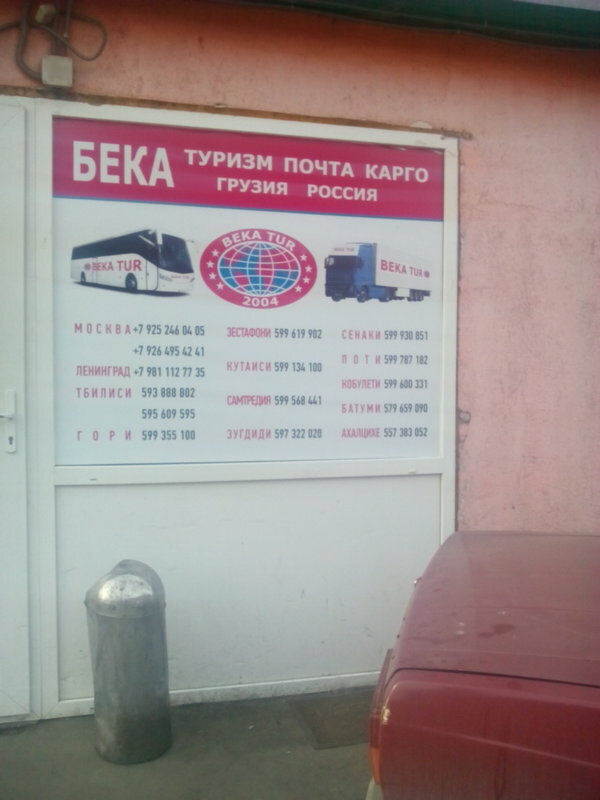 БЕКА ТУРИЗМ ПОЧТА КАРГО
ГРУЗИЯ РОССИЯ
BEKA TUR
BEKA TUR
2004
BEKA TUR
МОСКВА +7 925 246 04 05
+7 926 495 42 41
ЛЕНИНГРАД +7 981 112 77 35
ТБИЛИСИ 593 888 802
595 609 595
ГОРИ 599 355 100
ЗЕСТАФОНИ 599 619 902
КУТАИСИ 599 134 100
САМТРЕДИЯ 599 568 441
ЗУГДИДИ 597 322 020
СЕНАКИ 599 930 851
ПОТИ 599 787 182
КОБУЛЕТИ 599 600 331
БАТУМИ 579 659 090
АХАЛЦИХЕ 557 383 052